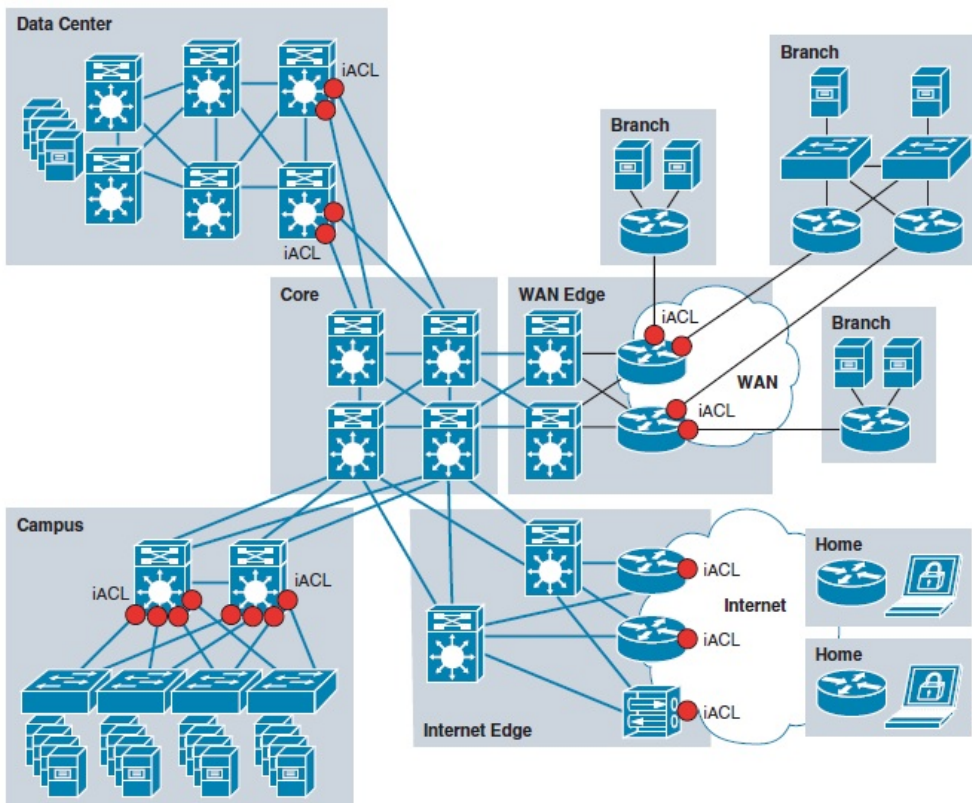 Data Center
iACL
iACL
Branch
Branch
Core
WAN Edge
iACL
WAN
iACL
Branch
Campus
iACL
iACL
Internet Edge
iACL
Internet
iACL
iACL
Home
Home